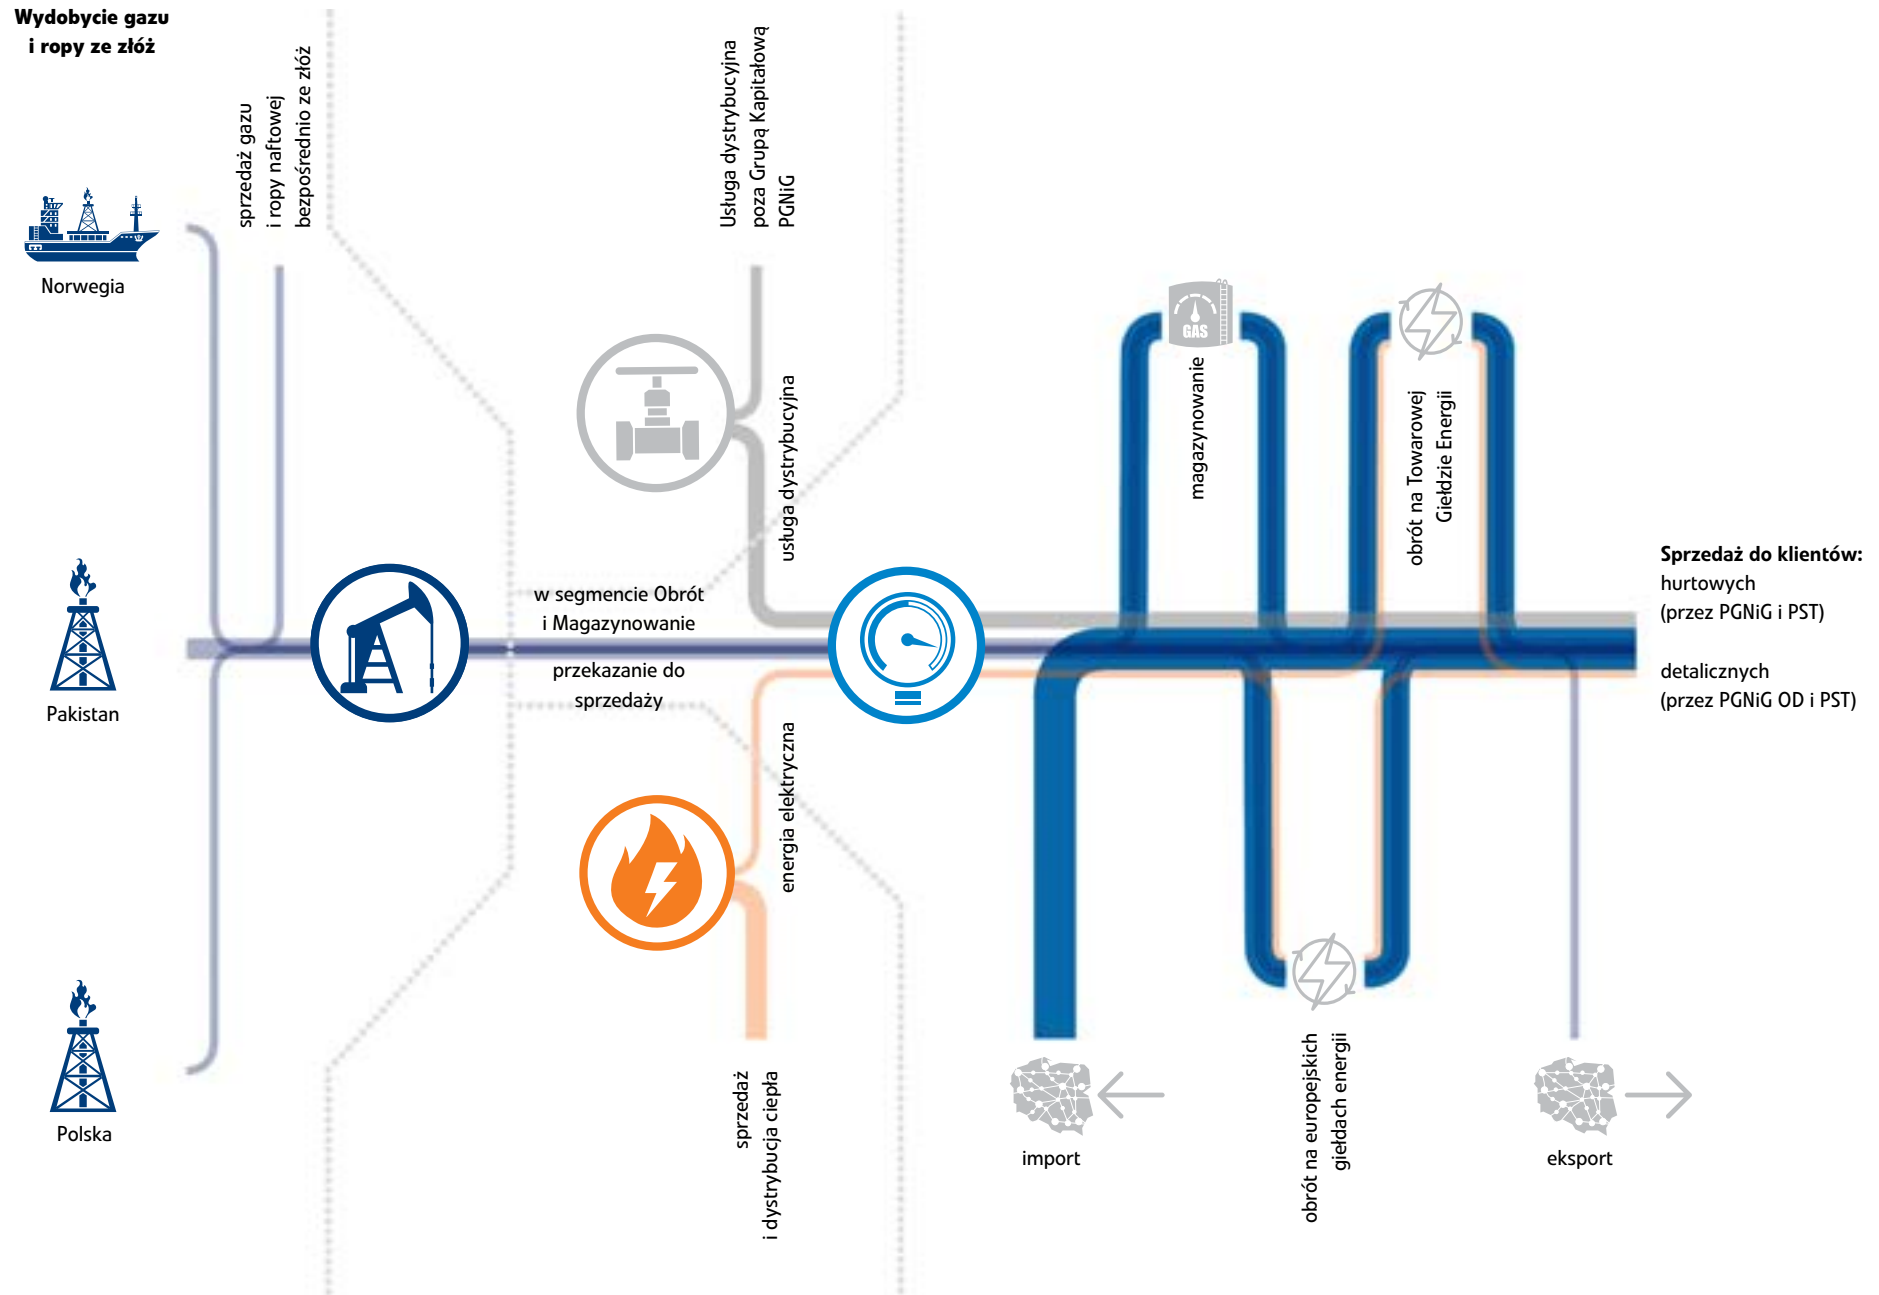 Wydobycie gazu
i ropy ze złóż
sprzedaż gazu
i ropy naftowej
bezpośrednio ze złóż
Usługa dystrybucyjna
poza Grupą Kapitałową
PGNiG
Norwegia
GAS
magazynowanie
obrót na Towarowej
Giełdzie Energii
usługa dystrybucyjna
Sprzedaż do klientów:
hurtowych
(przez PGNiG i PST)
detalicznych
(przez PGNiG OD i PST)
w segmencie Obrót
i Magazynowanie
przekazanie do
sprzedaży
Pakistan
energia elektryczna
Polska
sprzedaż
i dystrybucja ciepła
import
obrót na europejskich
giełdach energii
eksport